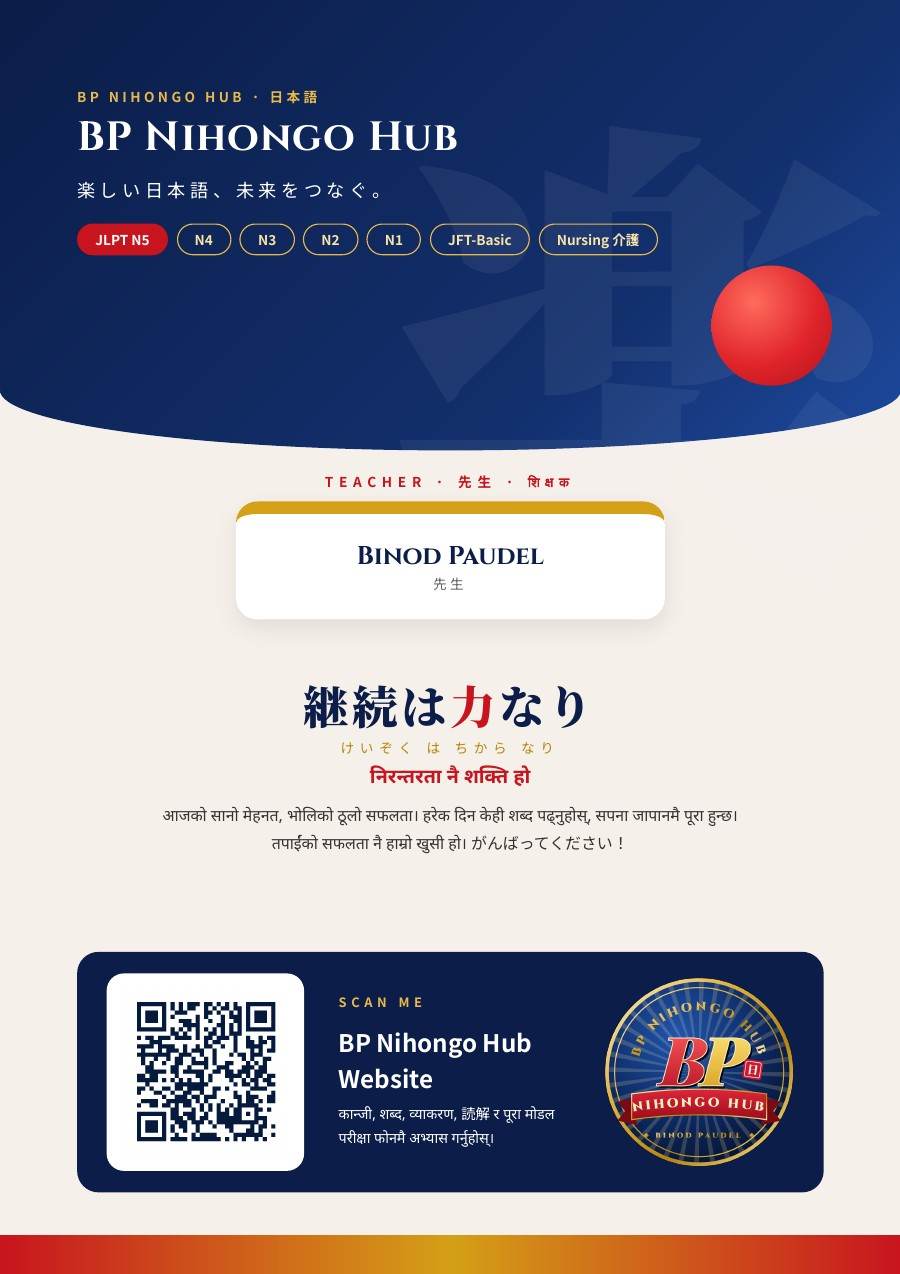 BP NIHONGO HUB · 日本語
BP NIHONGO HUB
楽しい日本語、未来をつなぐ。
JLPT N5 N4 N3 N2 N1 JFT-Basic Nursing 介護
TEACHER · 先生 · शिक्षक
BINOD PAUDEL
先生
継続は力なり
けいぞく は ちから なり
निरन्तरता नै शक्ति हो
आजको सानो मेहनत, भोलिको ठूलो सफलता। हरेक दिन केही शब्द पढ्नुहोस्, सपना जापानमै पूरा हुन्छ।
तपाईंको सफलता नै हाम्रो खुसी हो। がんばってください！
SCAN ME
BP Nihongo Hub
Website
कान्जी, शब्द, व्याकरण, 読解 र पूरा मोडल
परीक्षा फोनमै अभ्यास गर्नुहोस्।
BP NIHONGO HUB
BP
日
NIHONGO HUB
BINOD PAUDEL